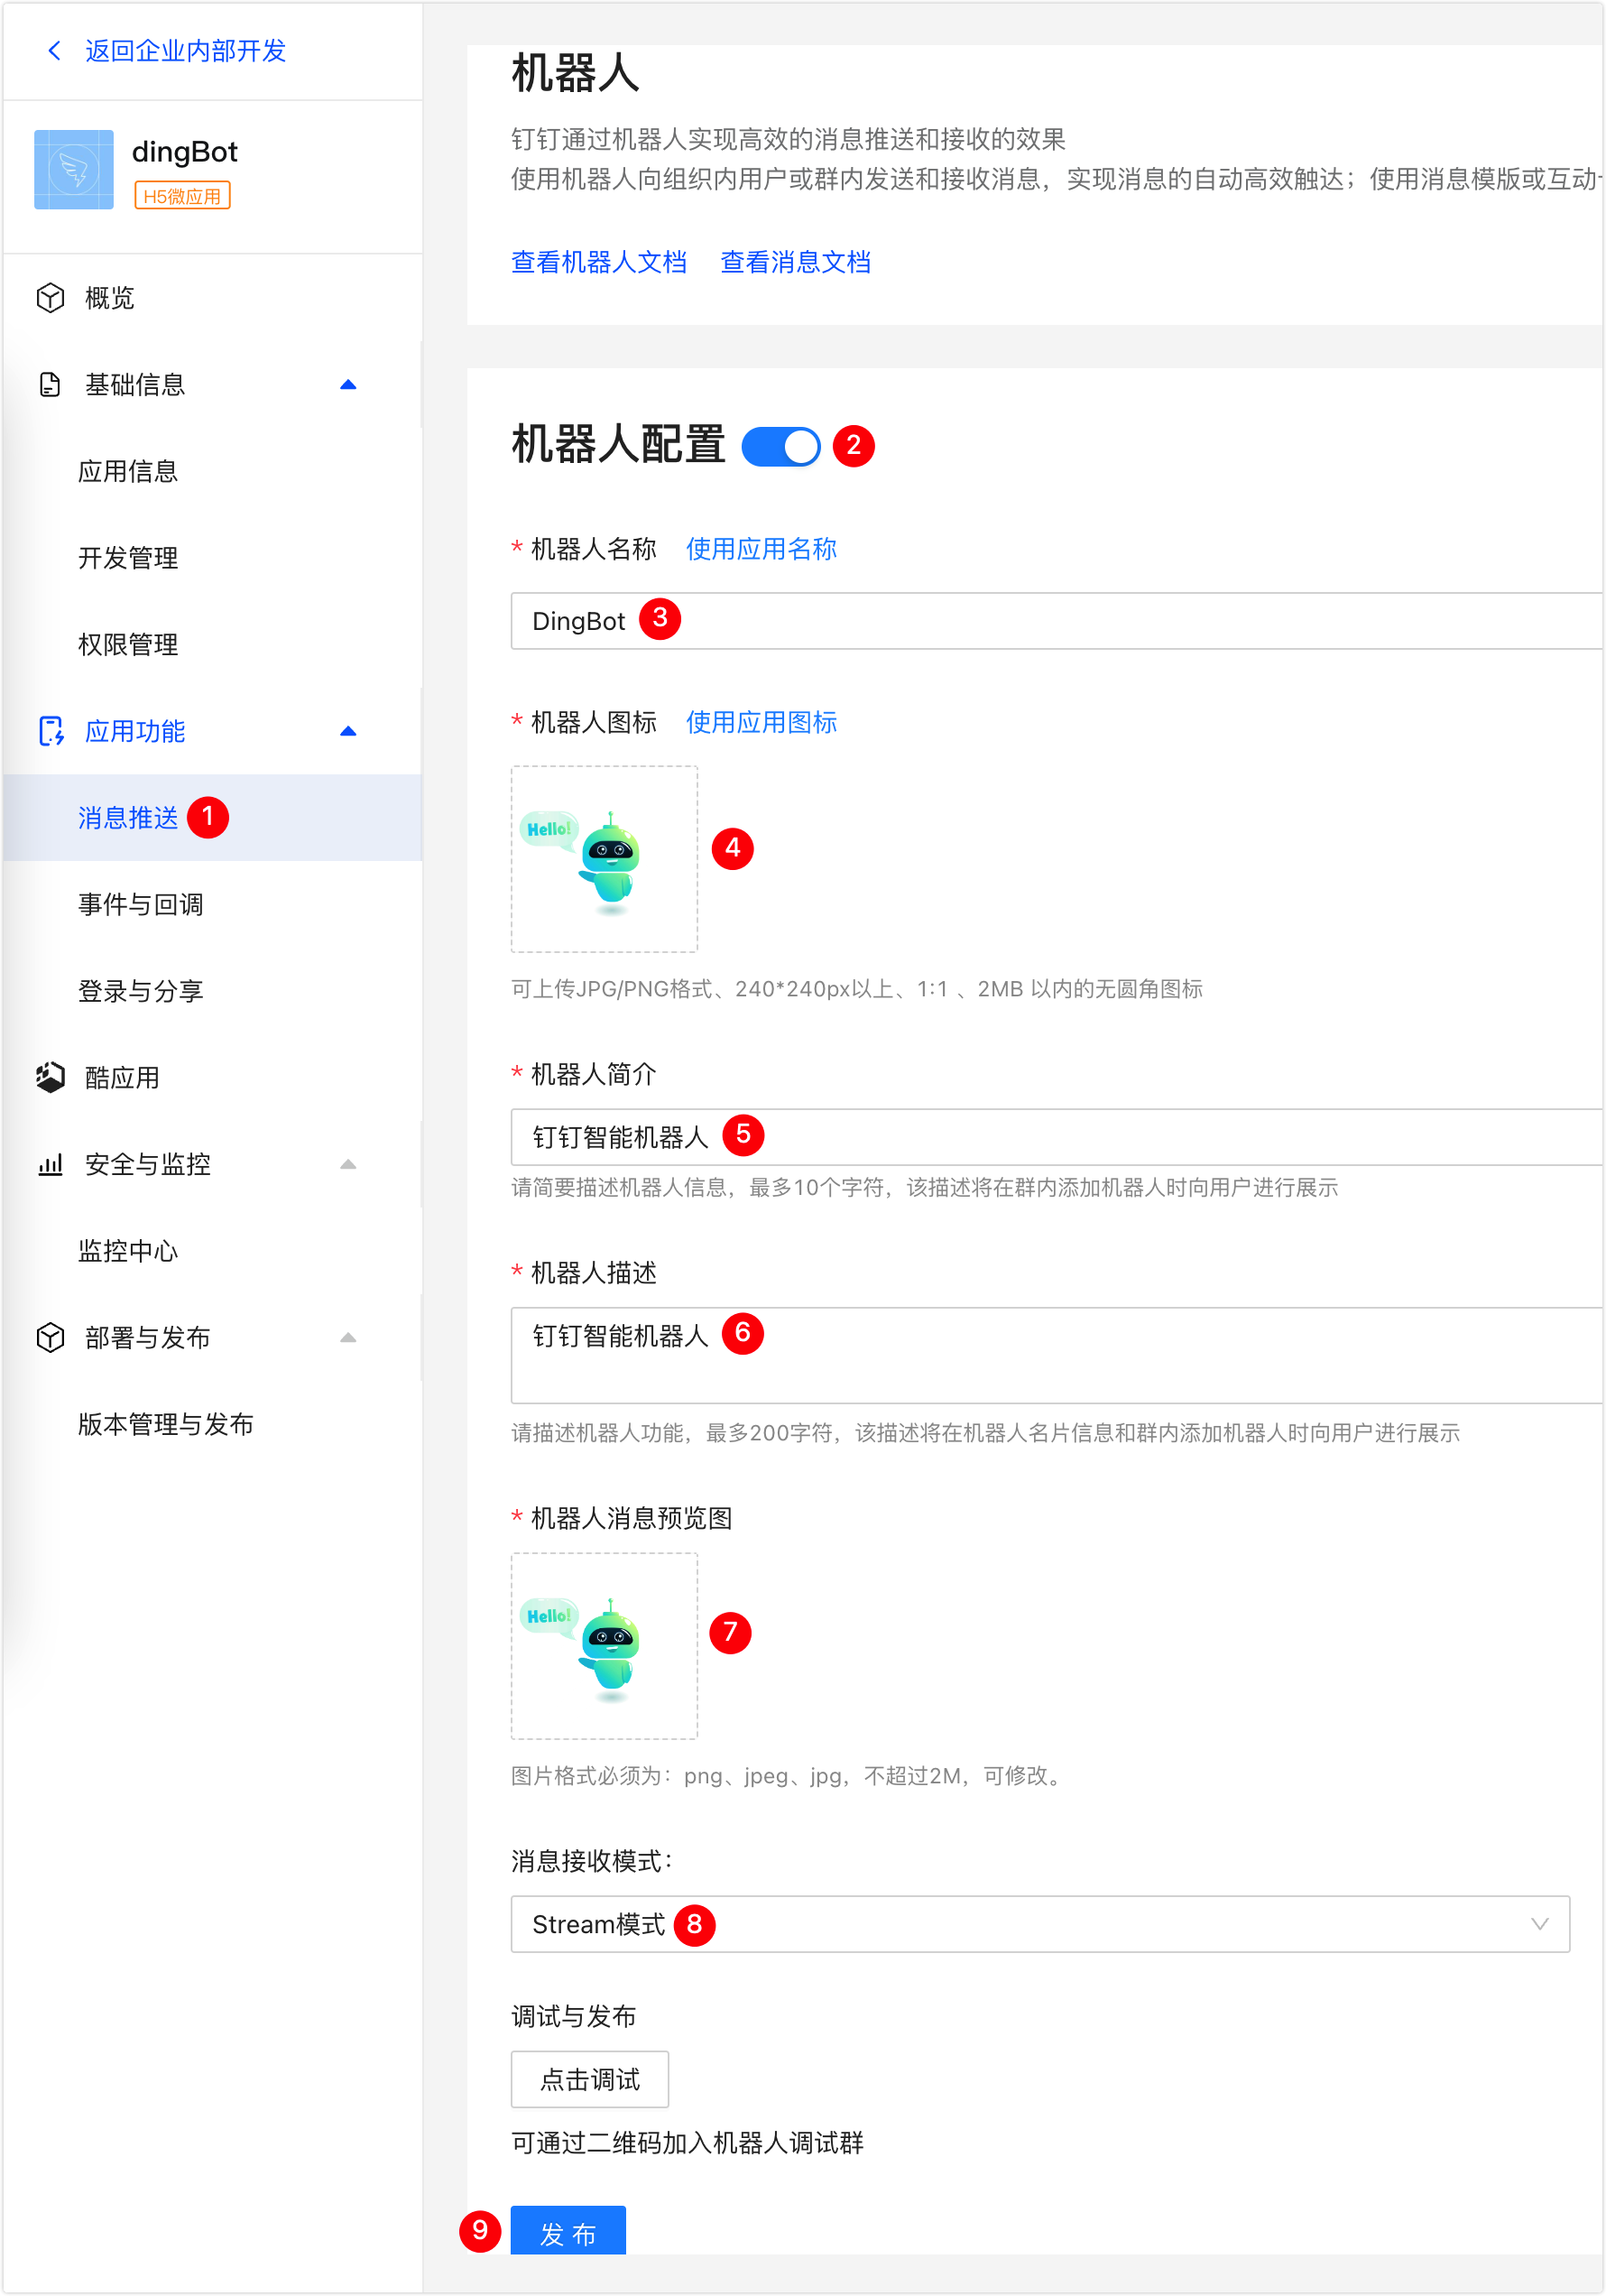 返回企业内部开发
dingBot
H5微应用
概览
基础信息
应用信息
开发管理
权限管理
应用功能
消息推送 1
事件与回调
登录与分享
酷应用
安全与监控
监控中心
部署与发布
版本管理与发布
机器人
钉钉通过机器人实现高效的消息推送和接收的效果
使用机器人向组织内用户或群内发送和接收消息，实现消息的自动高效触达；使用消息模版或互动
查看机器人文档 查看消息文档
机器人配置 2
* 机器人名称 使用应用名称
DingBot 3
* 机器人图标 使用应用图标
Hello!
4
可上传JPG/PNG格式、240*240px以上、1:1 、2MB 以内的无圆角图标
* 机器人简介
钉钉智能机器人 5
请简要描述机器人信息，最多10个字符，该描述将在群内添加机器人时向用户进行展示
* 机器人描述
钉钉智能机器人 6
请描述机器人功能，最多200字符，该描述将在机器人名片信息和群内添加机器人时向用户进行展示
* 机器人消息预览图
Hello!
7
图片格式必须为：png、jpeg、jpg，不超过2M，可修改。
消息接收模式：
Stream模式 8
调试与发布
点击调试
可通过二维码加入机器人调试群
9 发 布